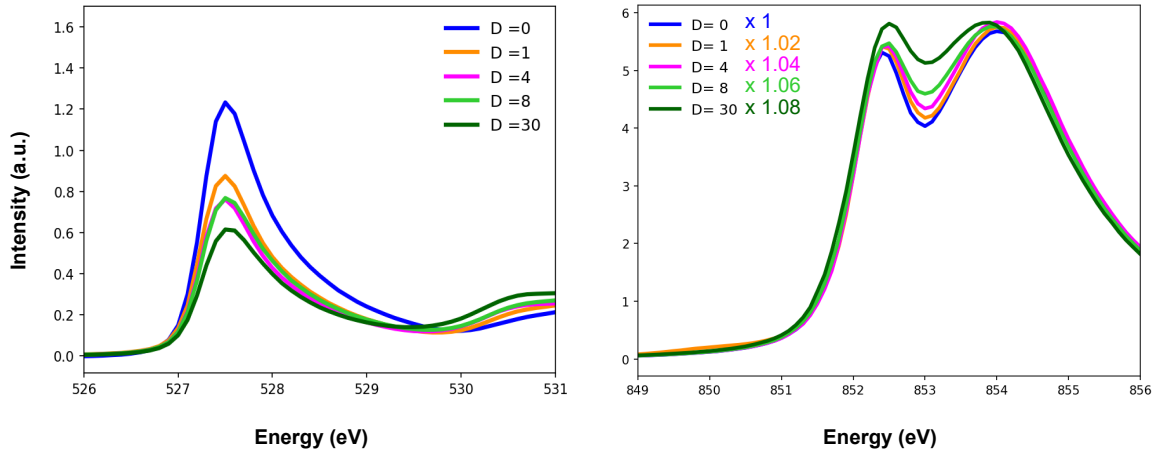 Intensity (a.u.)
1.6
1.4
1.2
1.0
0.8
0.6
0.4
0.2
0.0
D =0
D =1
D =4
D =8
D =30
526
527
528
529
530
531
Energy (eV)
6
5
4
3
2
1
0
D= 0 x 1
D= 1 x 1.02
D= 4 x 1.04
D= 8 x 1.06
D= 30 x 1.08
849
850
851
852
853
854
855
856
Energy (eV)